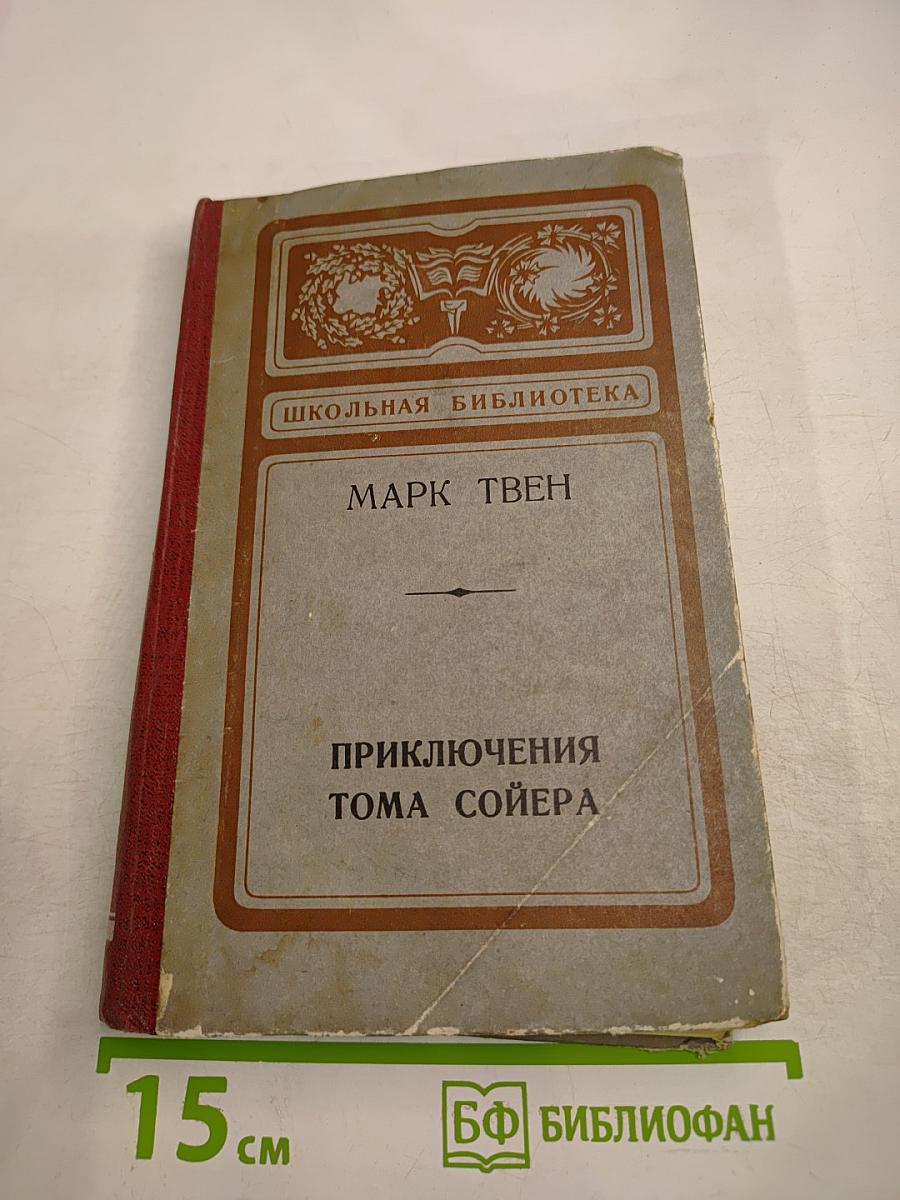 ШКОЛЬНАЯ БИБЛИОТЕКА
МАРК ТВЕН
ПРИКЛЮЧЕНИЯ
ТОМА СОЙЕРА
15 см
БФ БИБЛИОФАН